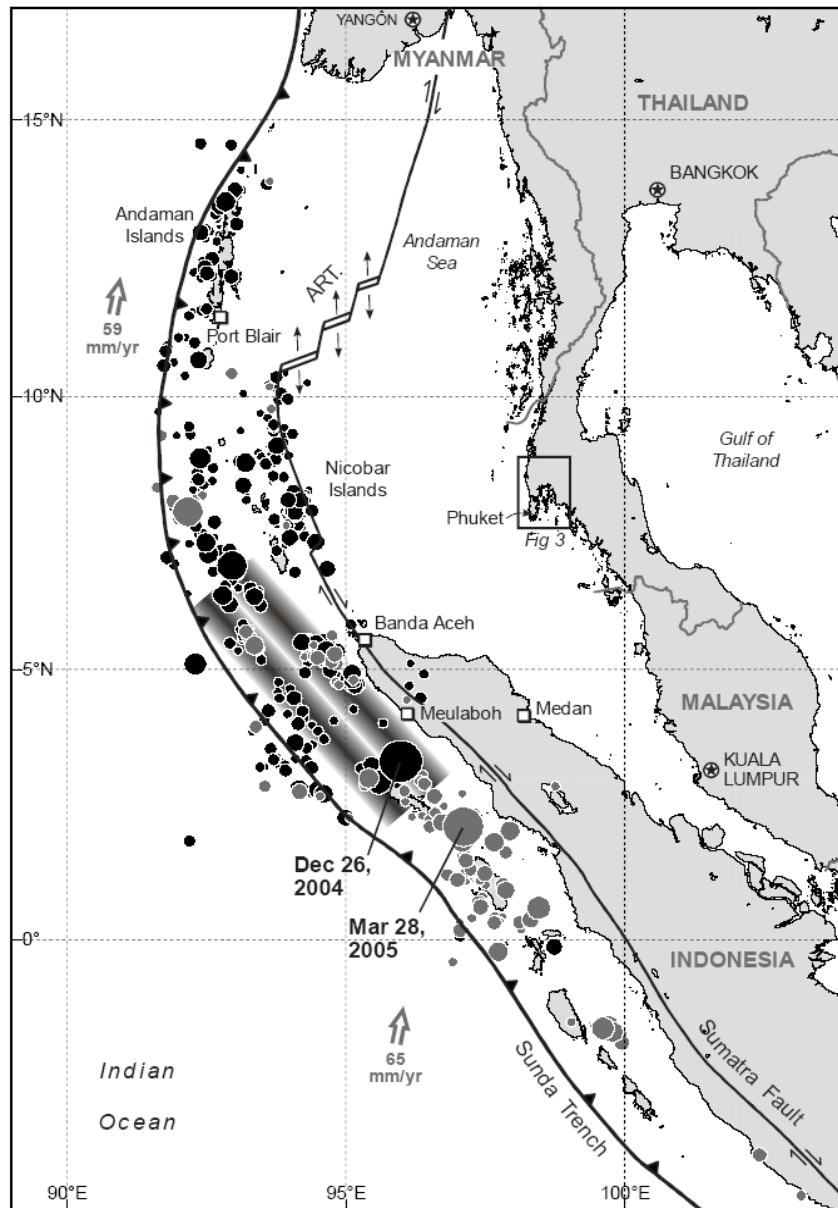 YANGÔN
MYANMAR
THAILAND
15°N
BANGKOK
Andaman
Islands
Andaman
Sea
ART.
59
mm/yr
Port Blair
10°N
Gulf of
Thailand
Nicobar
Islands
Phuket
Fig 3
Banda Aceh
5°N
Meulaboh
Medan
MALAYSIA
KUALA
LUMPUR
Dec 26,
2004
Mar 28,
2005
0°
INDONESIA
65
mm/yr
Sunda Trench
Sumatra Fault
Indian
Ocean
90°E
95°E
100°E